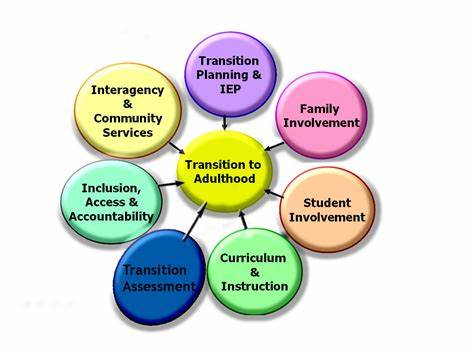 Transition
Planning &
IEP
Family
Involvement
Student
Involvement
Curriculum
&
Instruction
Transition
Assessment
Inclusion,
Access &
Accountability
Interagency
&
Community
Services
Transition to
Adulthood